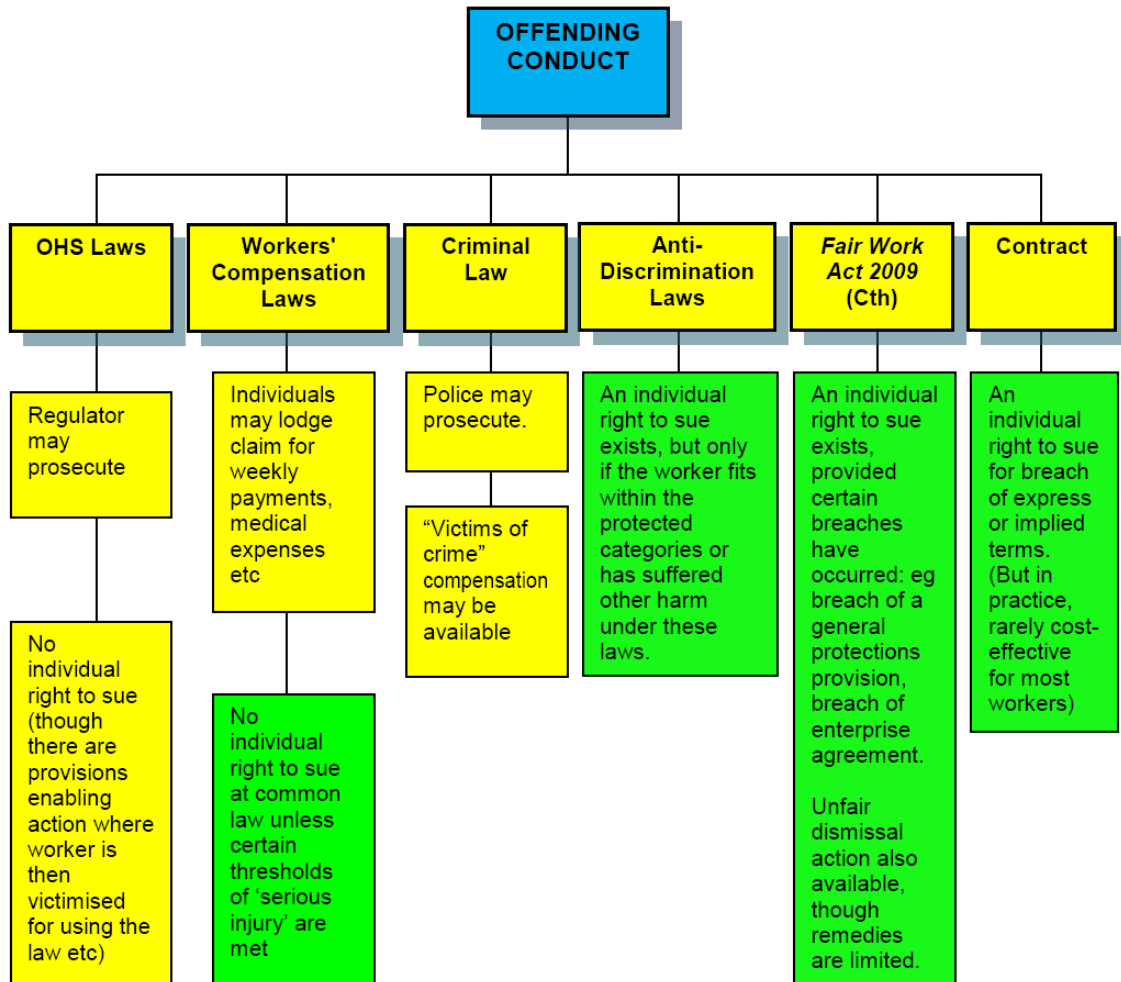 OFFENDING
CONDUCT
OHS Laws
Workers'
Compensation
Laws
Criminal
Law
Anti-
Discrimination
Laws
Fair Work
Act 2009
(Cth)
Contract
Regulator
may
prosecute
No
individual
right to sue
(though
there are
provisions
enabling
action where
worker is
then
victimised
for using the
law etc)
Individuals
may lodge
claim for
weekly
payments,
medical
expenses
etc
No
individual
right to sue
at common
law unless
certain
thresholds
of ‘serious
injury’ are
met
Police may
prosecute.
“Victims of
crime”
compensation
may be
available
An individual
right to sue
exists, but only
if the worker fits
within the
protected
categories or
has suffered
other harm
under these
laws.
An individual
right to sue
exists,
provided
certain
breaches
have
occurred: eg
breach of a
general
protections
provision,
breach of
enterprise
agreement.
Unfair
dismissal
action also
available,
though
remedies
are limited.
An
individual
right to sue
for breach
of express
or implied
terms.
(But in
practice,
rarely cost-
effective
for most
workers)